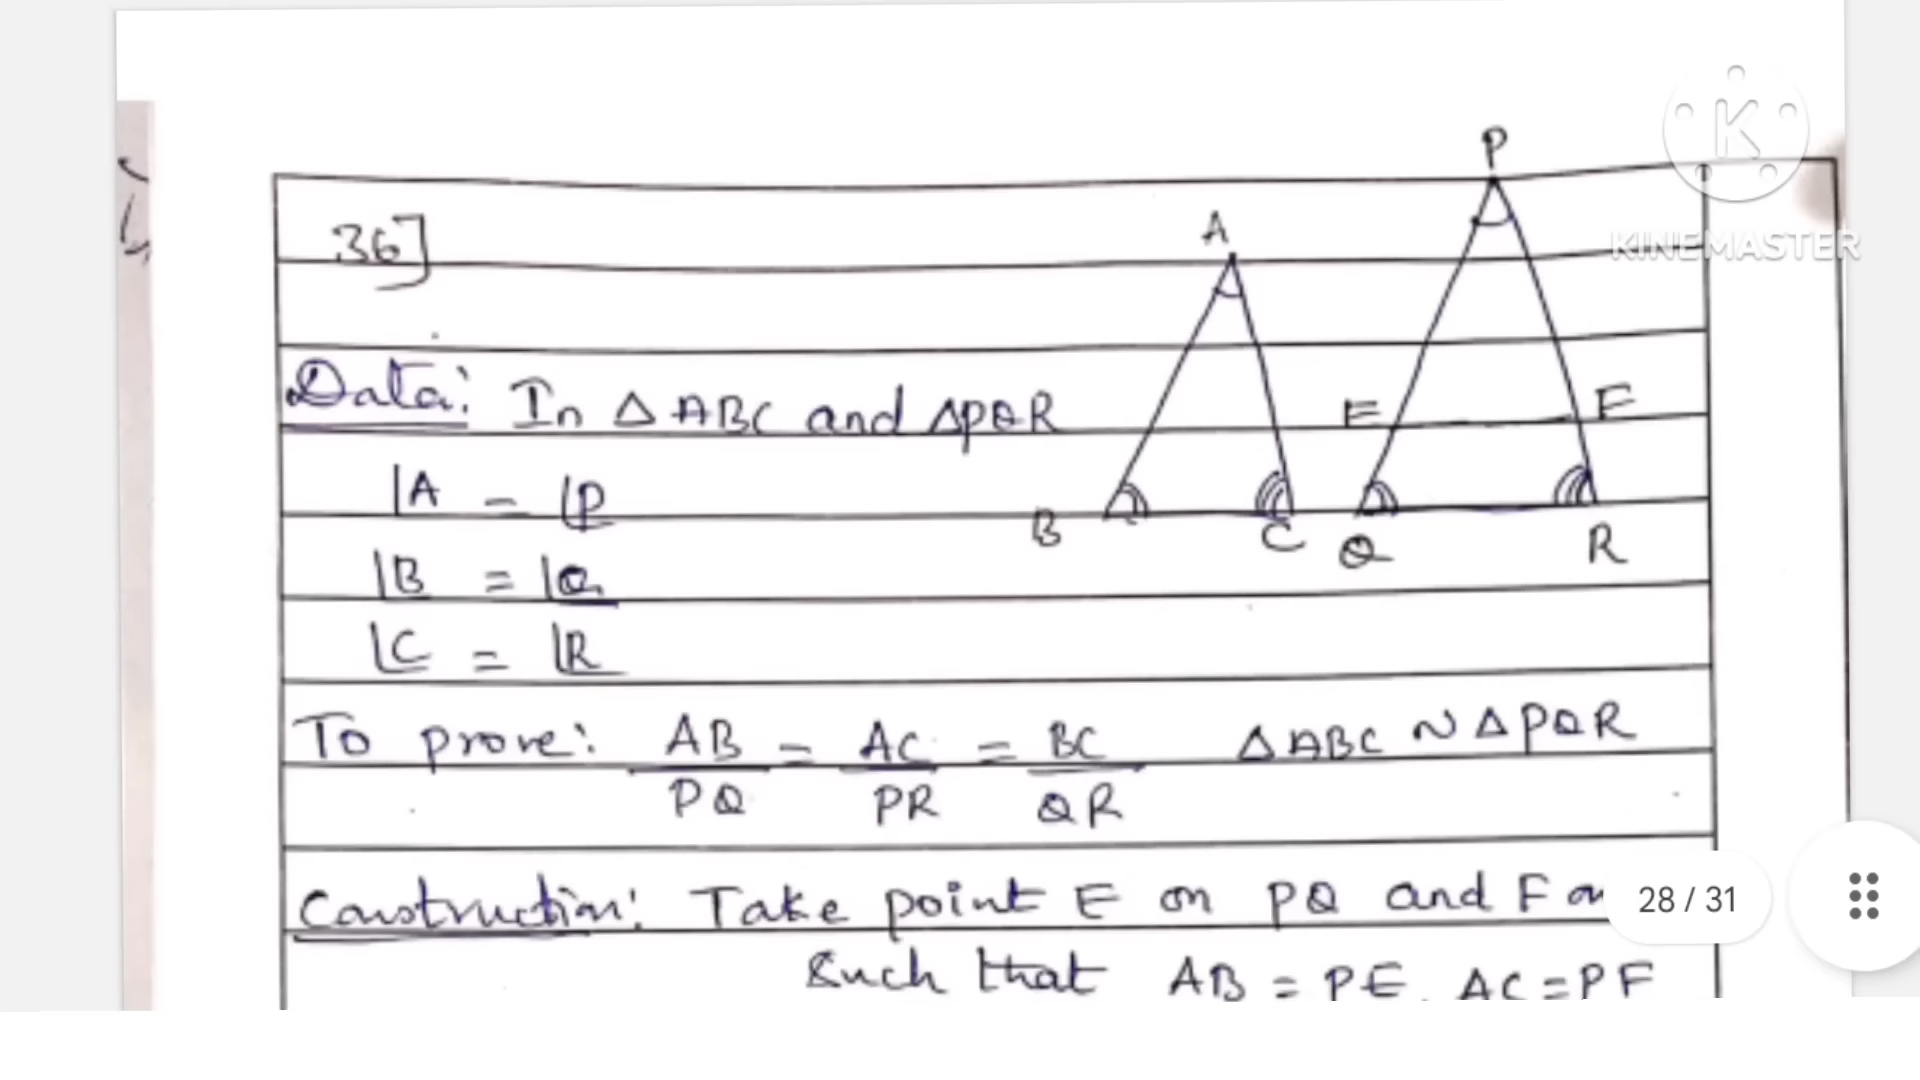 P
K
KINEMASTER
A
36]
Data: In △ABC and △PQR
E F
∠A = ∠P
B C Q R
∠B = ∠Q
∠C = ∠R
To prove: AB/PQ = AC/PR = BC/QR △ABC ~ △PQR
Construction: Take point E on PQ and F on
28 / 31
Such that AB = PE, AC = PF